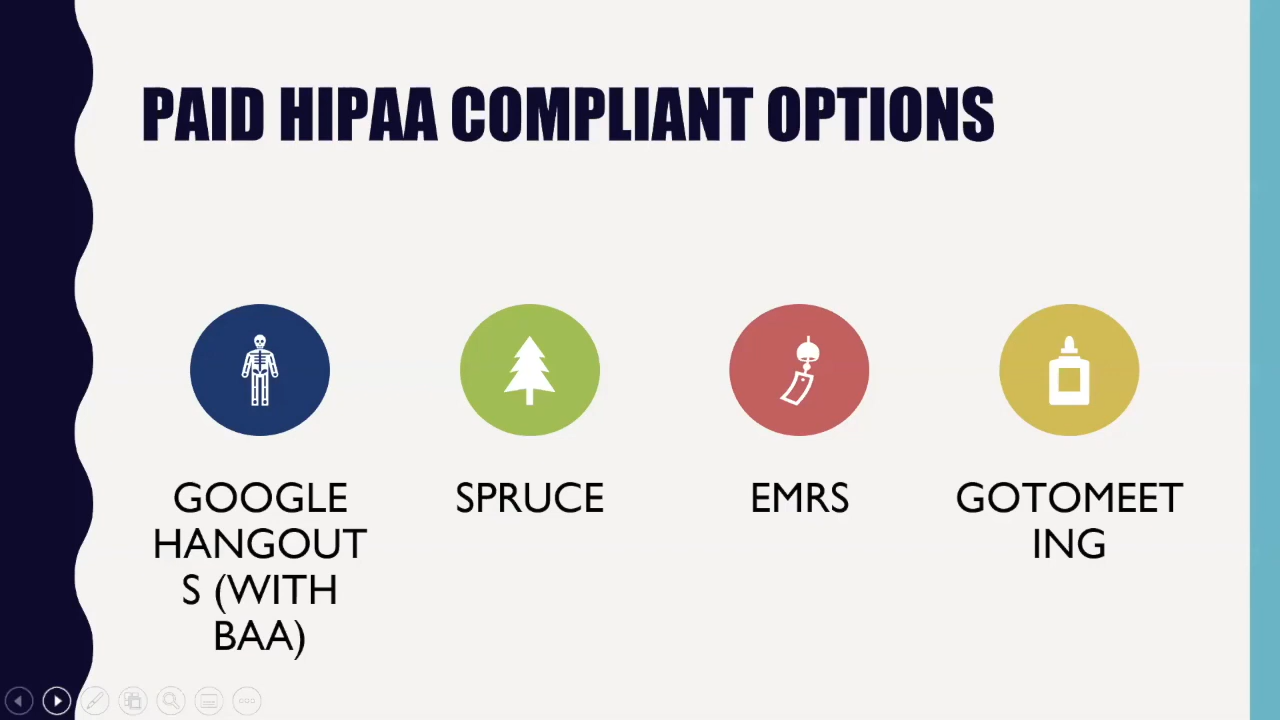 PAID HIPAA COMPLIANT OPTIONS
GOOGLE
HANGOUT
S (WITH
BAA)
SPRUCE
EMRS
GOTOMEET
ING